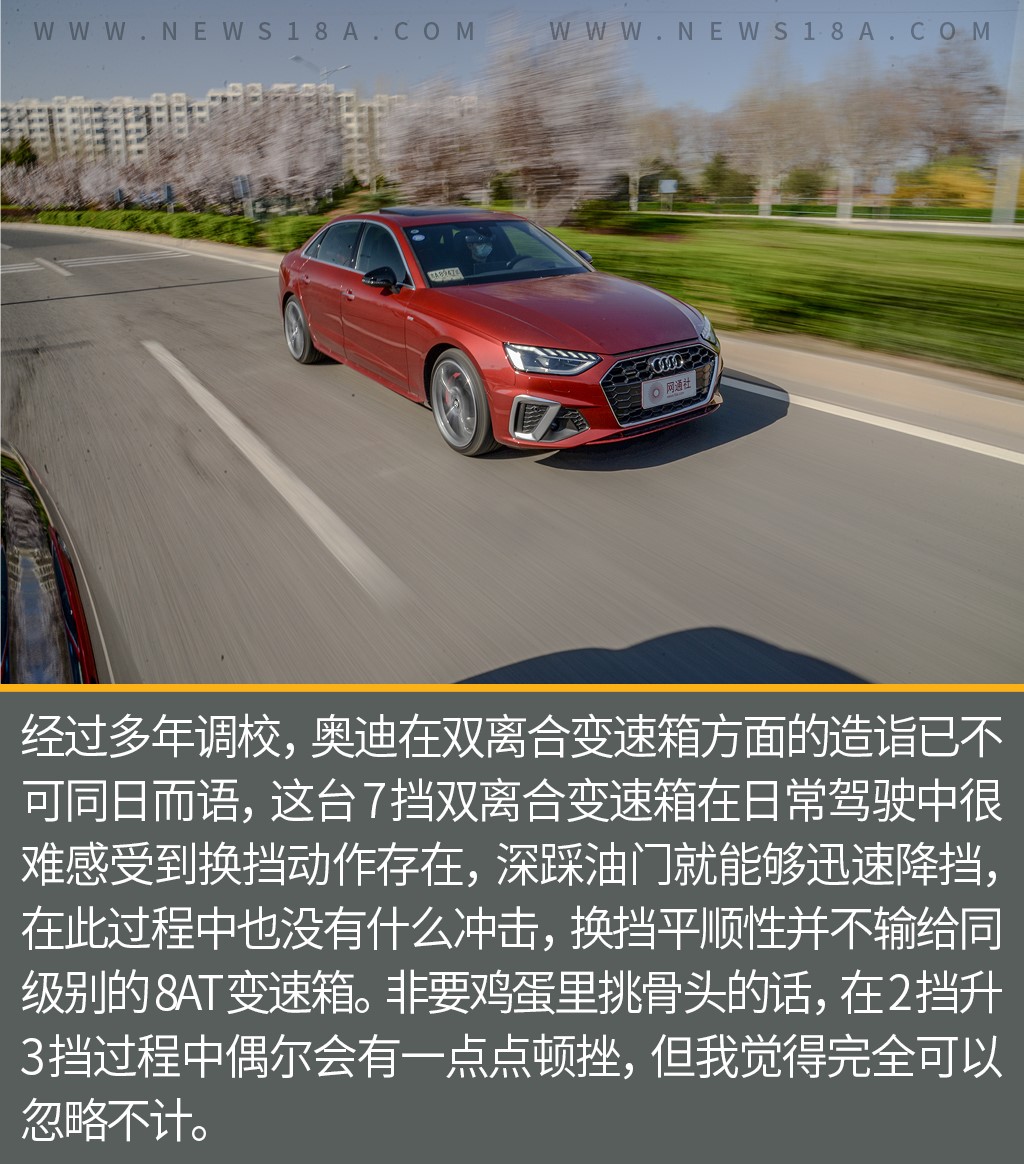 WWW.NEWS18A.COM WWW.NEWS18A.COM
网通社
经过多年调校，奥迪在双离合变速箱方面的造诣已不
可同日而语，这台7挡双离合变速箱在日常驾驶中很
难感受到换挡动作存在，深踩油门就能够迅速降挡，
在此过程中也没有什么冲击，换挡平顺性并不输给同
级别的8AT变速箱。非要鸡蛋里挑骨头的话，在2挡升
3挡过程中偶尔会有一点点顿挫，但我觉得完全可以
忽略不计。